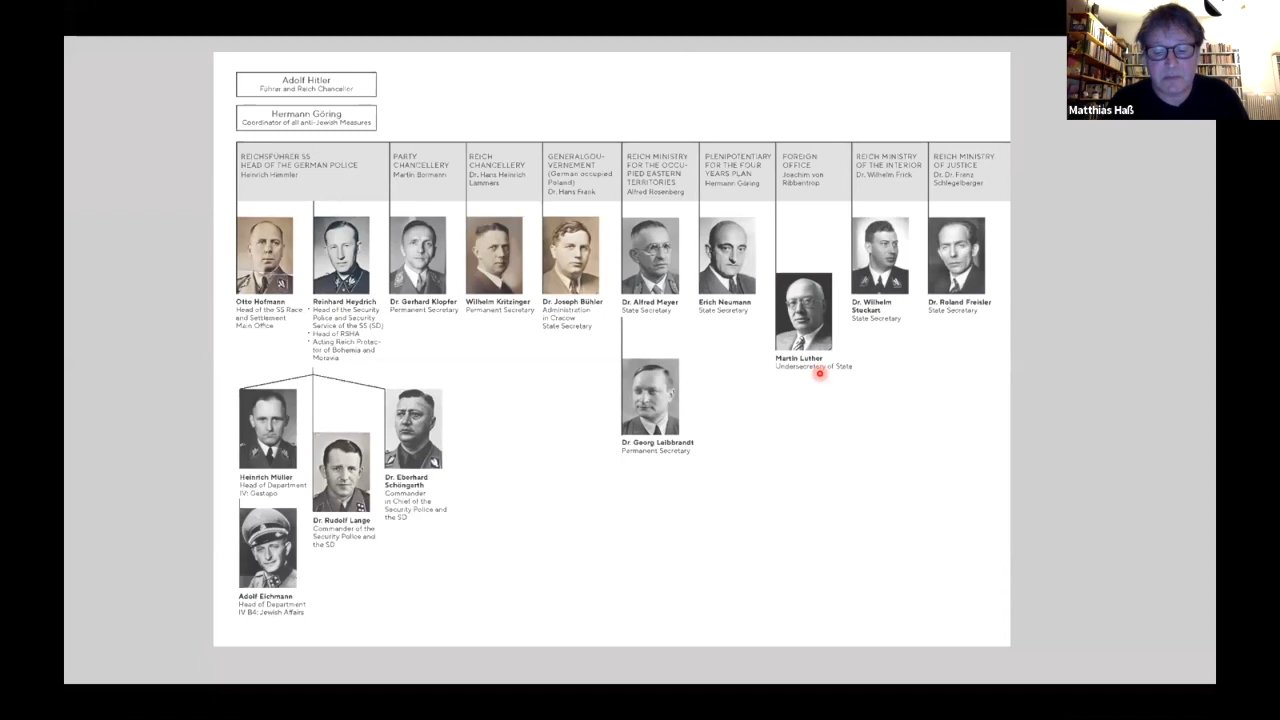 Matthias Haß
Adolf Hitler
Führer and Reich Chancellor
Hermann Göring
Coordinator of all anti-Jewish Measures
REICHSFÜHRER SS
HEAD OF THE GERMAN POLICE
Heinrich Himmler
PARTY
CHANCELLERY
Martin Bormann
REICH
CHANCELLERY
Dr. Hans Heinrich
Lammers
GENERALGOU-
VERNEMENT
(German occupied
Poland)
Dr. Hans Frank
REICH MINISTRY
FOR THE OCCU-
PIED EASTERN
TERRITORIES
Alfred Rosenberg
PLENIPOTENTIARY
FOR THE FOUR
YEARS PLAN
Hermann Göring
FOREIGN
OFFICE
Joachim von
Ribbentrop
REICH MINISTRY
OF THE INTERIOR
Dr. Wilhelm Frick
REICH MINISTRY
OF JUSTICE
Dr. Dr. Franz
Schlegelberger
Otto Hofmann
Head of the SS Race
and Settlement
Main Office
Reinhard Heydrich
· Head of the Security
Police and Security
Service of the SS (SD)
· Head of RSHA
· Acting Reich Protec-
tor of Bohemia and
Moravia
Dr. Gerhard Klopfer
Permanent Secretary
Wilhelm Kritzinger
Permanent Secretary
Dr. Joseph Bühler
Administration
in Cracow
State Secretary
Dr. Alfred Meyer
State Secretary
Erich Neumann
State Secretary
Martin Luther
Undersecretary of State
Dr. Wilhelm
Stuckart
State Secretary
Dr. Roland Freisler
State Secretary
Dr. Georg Leibbrandt
Permanent Secretary
Heinrich Müller
Head of Department
IV: Gestapo
Dr. Rudolf Lange
Commander of the
Security Police and
the SD
Dr. Eberhard
Schöngarth
Commander
in Chief of the
Security Police and
the SD
Adolf Eichmann
Head of Department
IV B4: Jewish Affairs